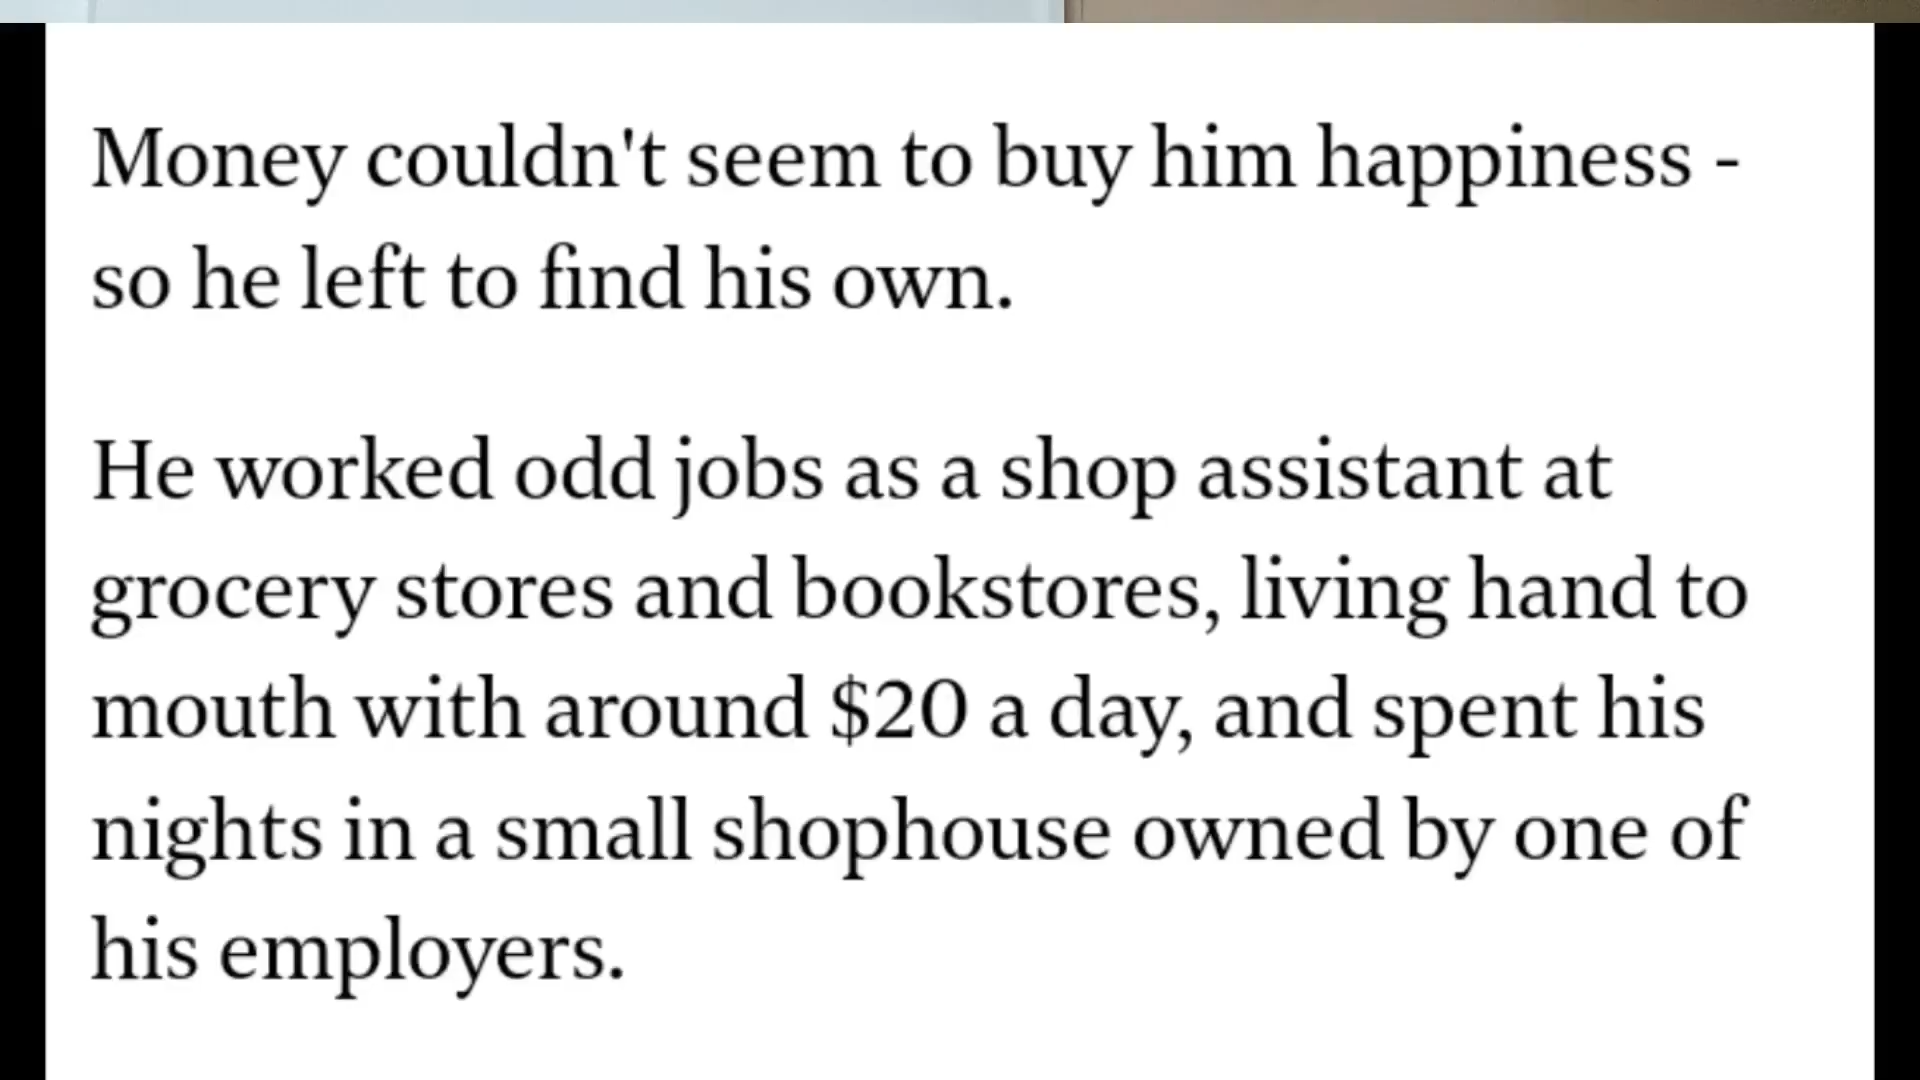 Money couldn't seem to buy him happiness -
so he left to find his own.
He worked odd jobs as a shop assistant at
grocery stores and bookstores, living hand to
mouth with around $20 a day, and spent his
nights in a small shophouse owned by one of
his employers.